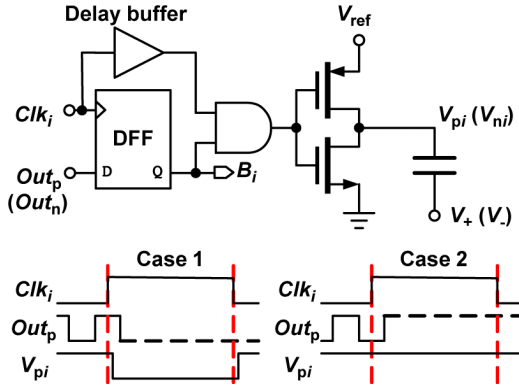 Delay buffer
Vref
Clki
DFF
Vpi (Vni)
D
Q
Bi
Outp
(Outn)
V+ (V-)
Case 1
Case 2
Clki
Clki
Outp
Outp
Vpi
Vpi